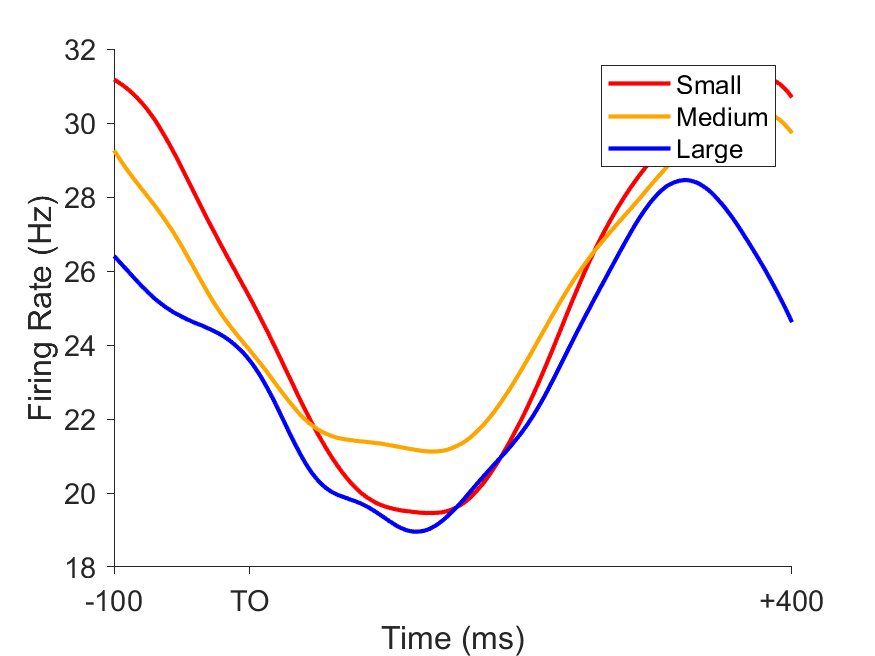 32
30
28
26
24
22
20
18
Firing Rate (Hz)
Small
Medium
Large
-100
TO
+400
Time (ms)